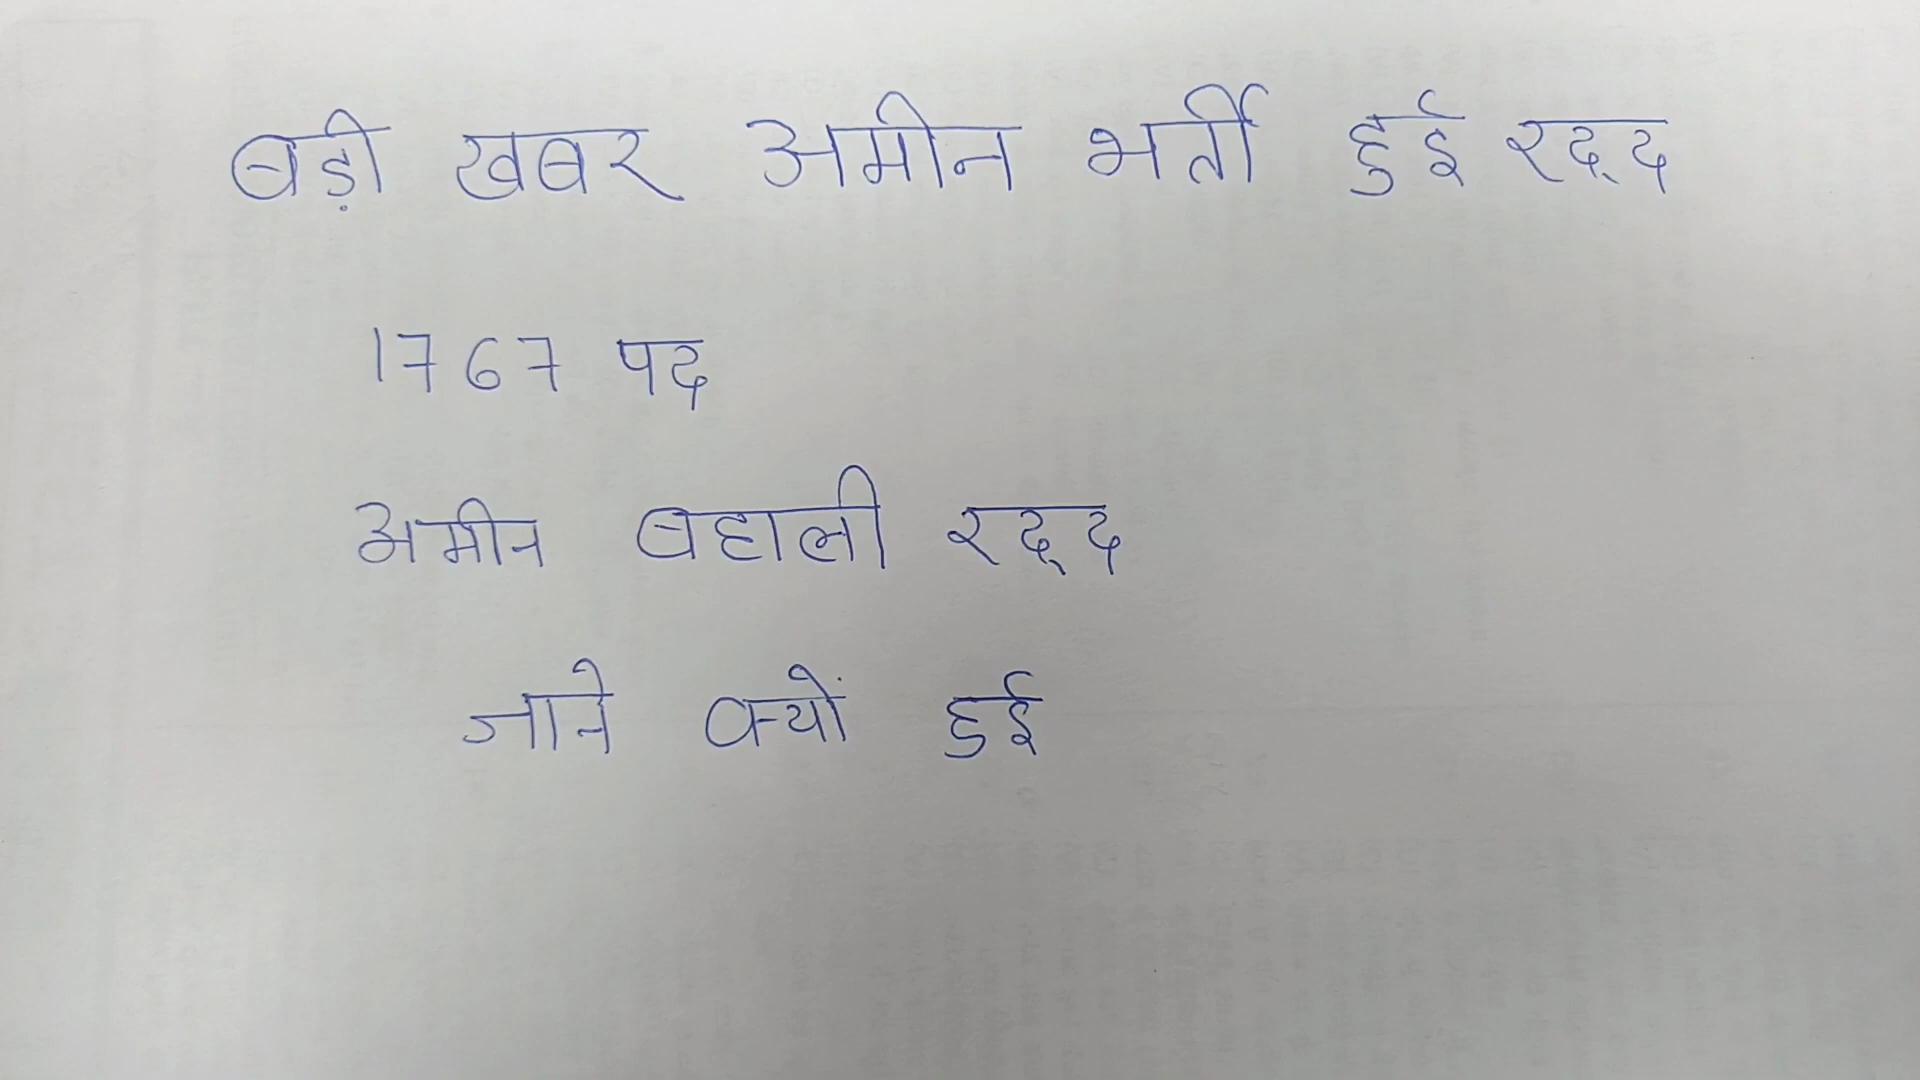 बड़ी खबर अमीन भर्ती हुई रद्द
1767 पद
अमीन बहाली रद्द
जाने क्यों हुई